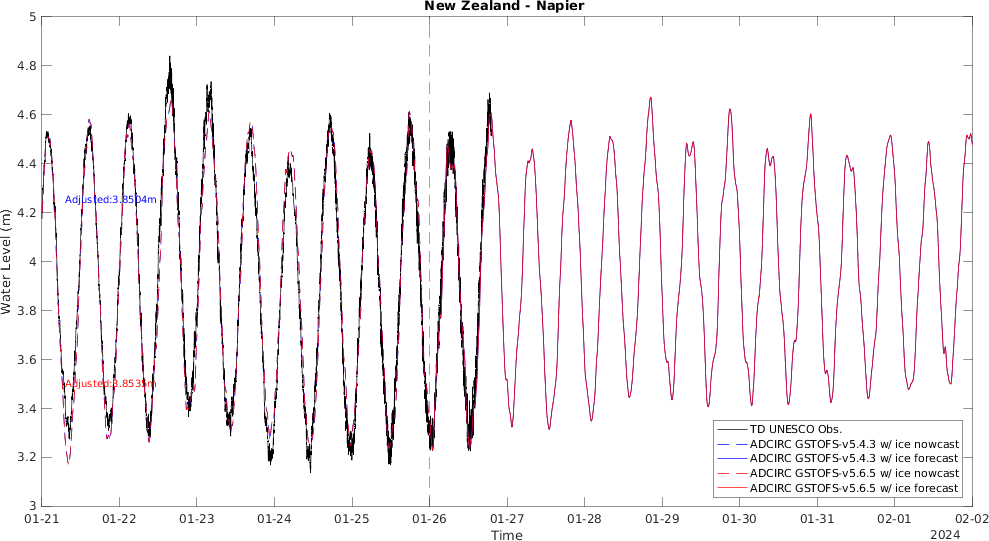 New Zealand - Napier
5
4.8
4.6
4.4
4.2
4
3.8
3.6
3.4
3.2
3
Water Level (m)
Adjusted:3.8504m
Adjusted:3.8535m
TD UNESCO Obs.
ADCIRC GSTOFS-v5.4.3 w/ ice nowcast
ADCIRC GSTOFS-v5.4.3 w/ ice forecast
ADCIRC GSTOFS-v5.6.5 w/ ice nowcast
ADCIRC GSTOFS-v5.6.5 w/ ice forecast
01-21 01-22 01-23 01-24 01-25 01-26 01-27 01-28 01-29 01-30 01-31 02-01 02-02
Time
2024